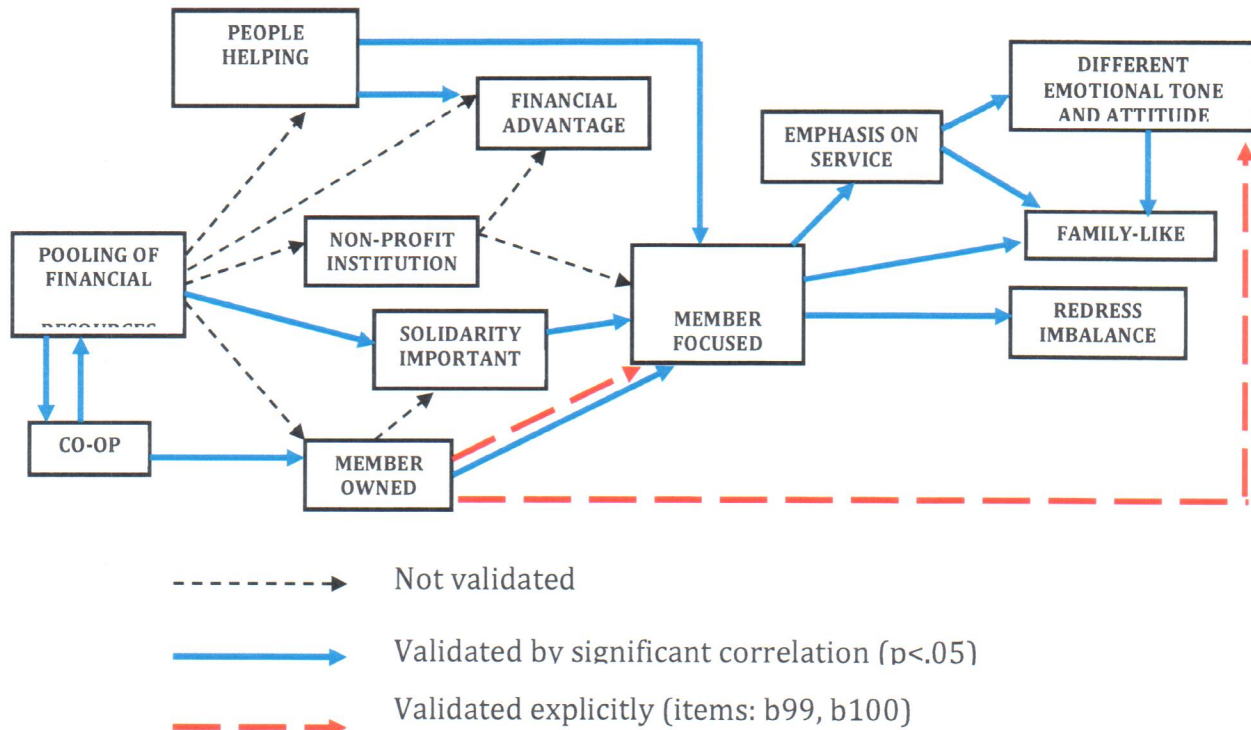 PEOPLE
HELPING
FINANCIAL
ADVANTAGE
DIFFERENT
EMOTIONAL TONE
AND ATTITUDE
EMPHASIS ON
SERVICE
POOLING OF
FINANCIAL
RESOURCES
NON-PROFIT
INSTITUTION
FAMILY-LIKE
SOLIDARITY
IMPORTANT
MEMBER
FOCUSED
REDRESS
IMBALANCE
CO-OP
MEMBER
OWNED
Not validated
Validated by significant correlation (p<.05)
Validated explicitly (items: b99, b100)